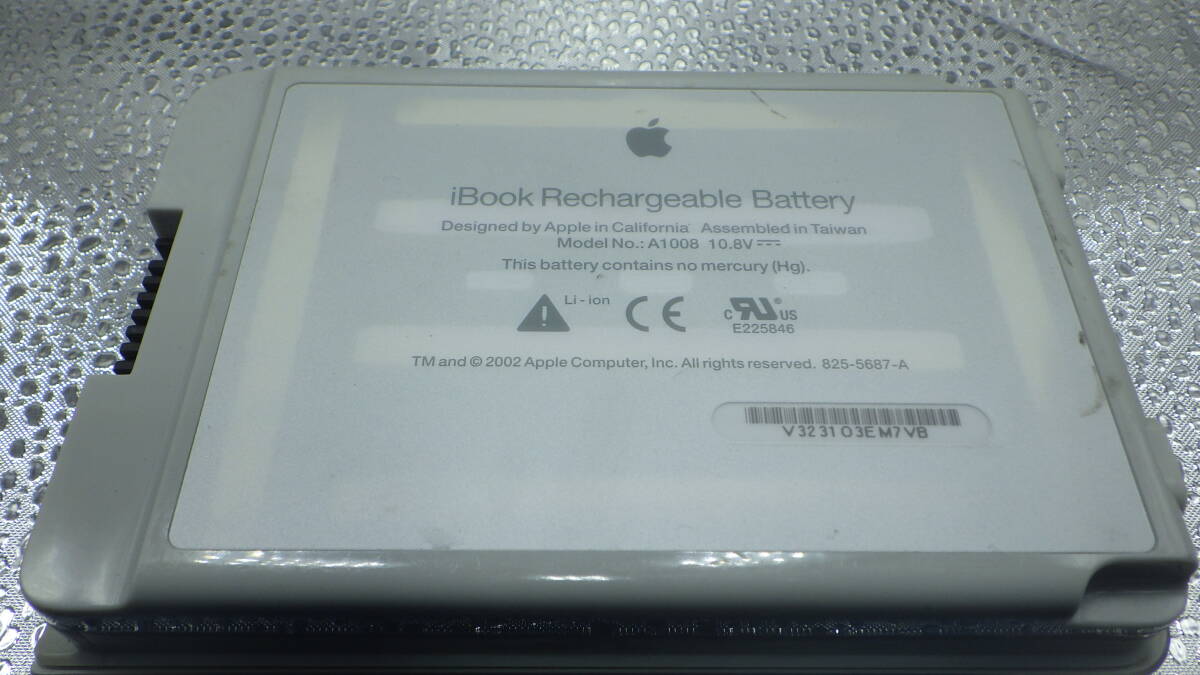 iBook Rechargeable Battery
Designed by Apple in California Assembled in Taiwan
Model No.: A1008 10.8V
This battery contains no mercury (Hg).
Li-ion
CE
c RU US
E225846
TM and © 2002 Apple Computer, Inc. All rights reserved. 825-5687-A
V323103EM7VB